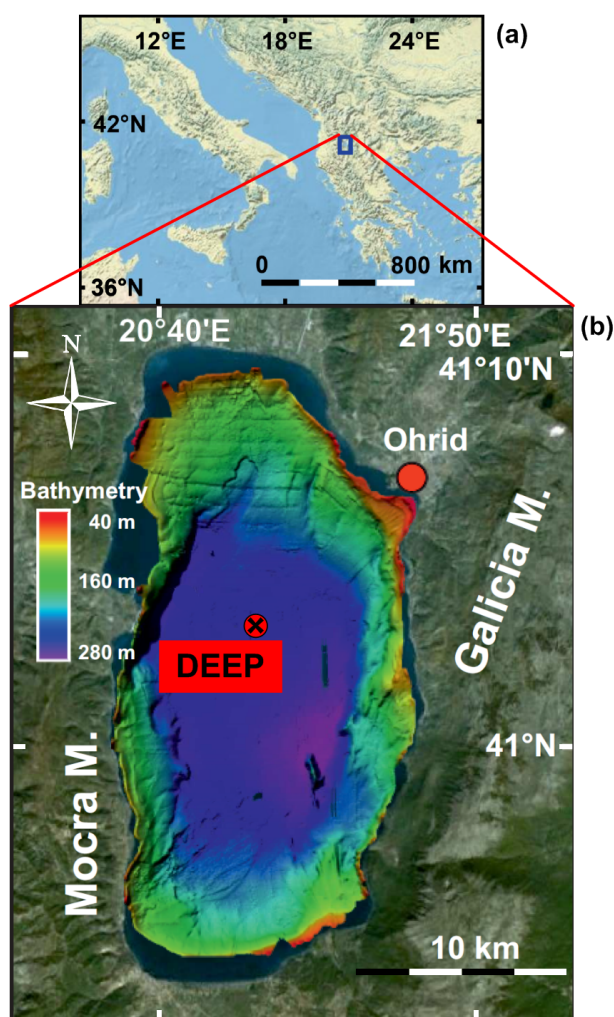 (a)
12°E 18°E 24°E
42°N
0 800 km
36°N
(b)
20°40'E 21°50'E
41°10'N
N
Ohrid
Bathymetry
40 m
160 m
280 m
Galicia M.
DEEP
41°N
Mocra M.
10 km